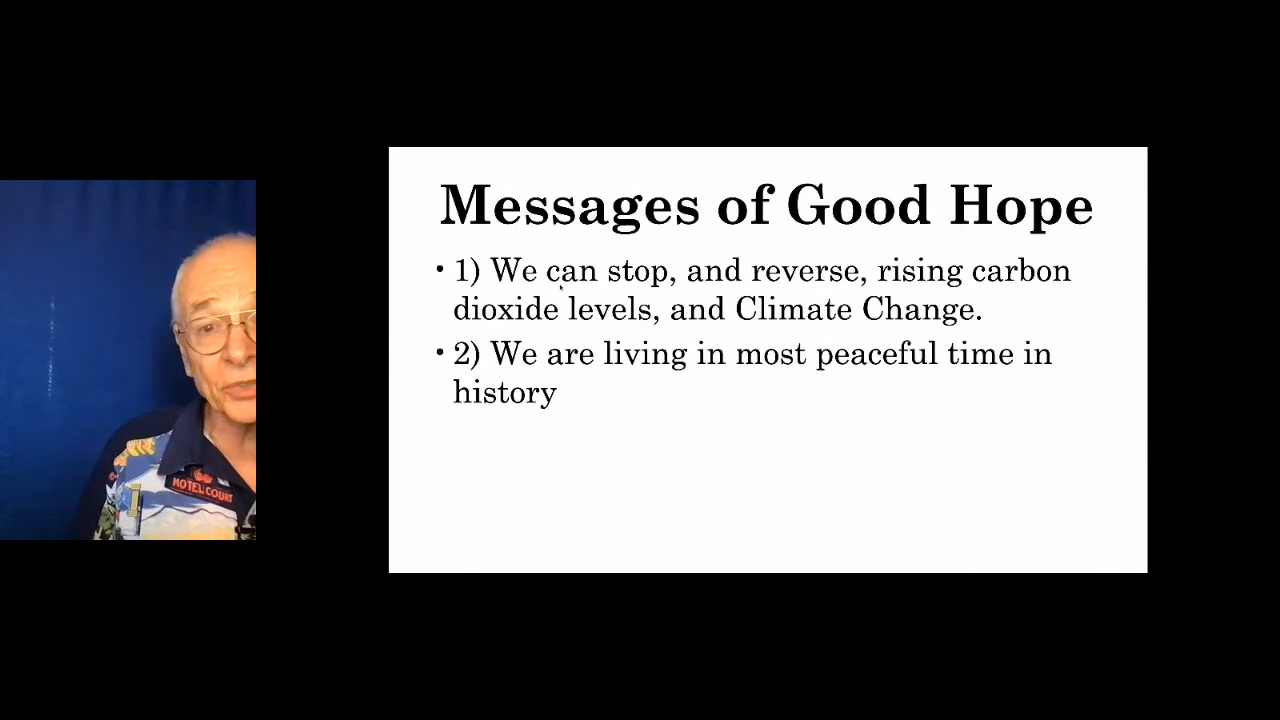 Messages of Good Hope
• 1) We can stop, and reverse, rising carbon
dioxide levels, and Climate Change.
• 2) We are living in most peaceful time in
history
MOTEL COURT